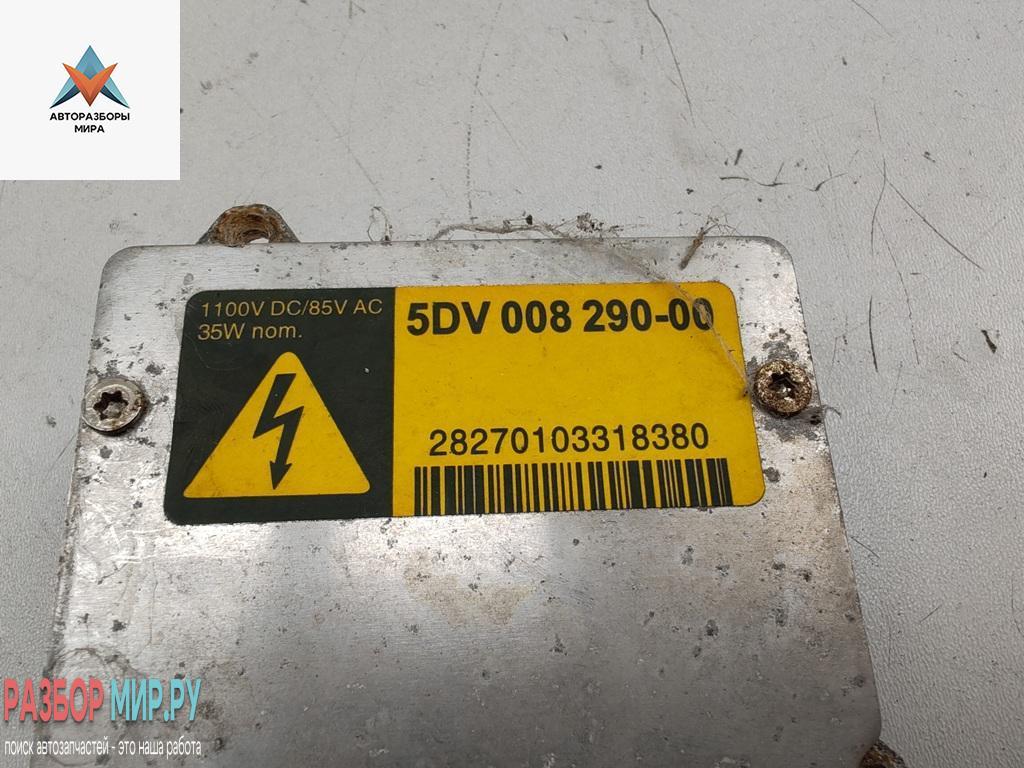 АВТОРАЗБОРЫ
МИРА
1100V DC/85V AC
35W nom.
5DV 008 290-00
28270103318380
РАЗБОР МИР.РУ
поиск автозапчастей - это наша работа